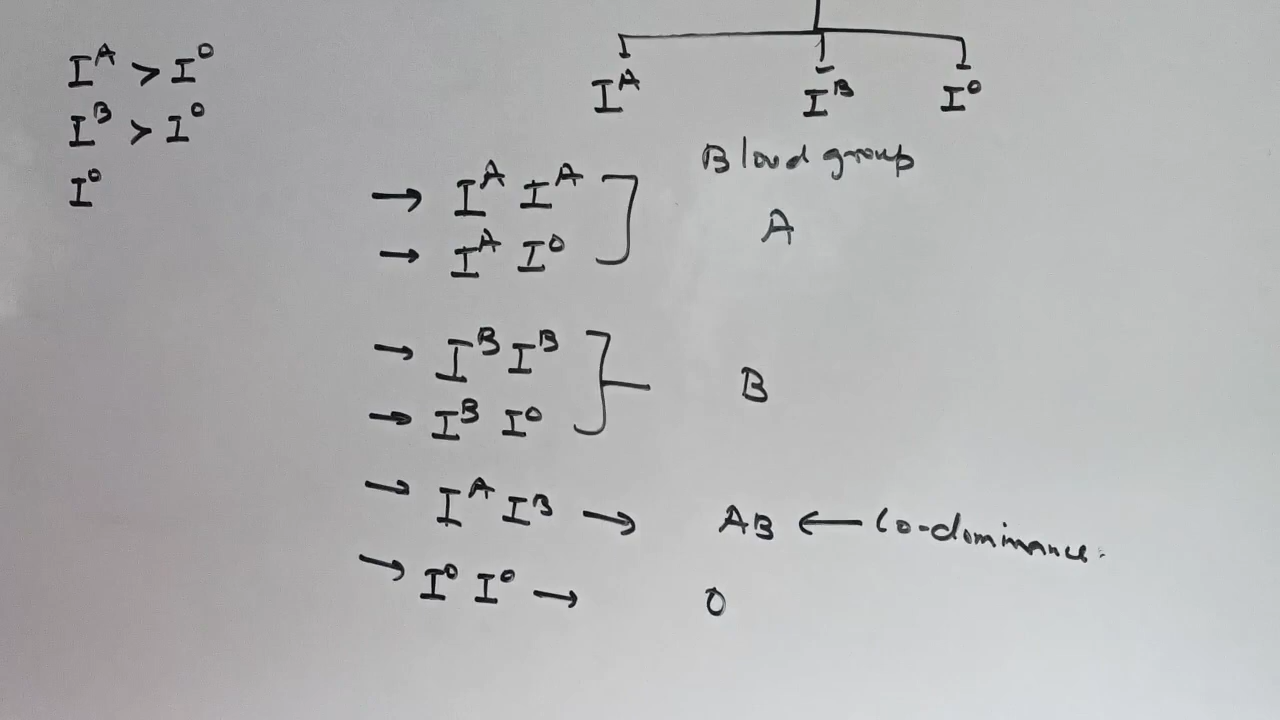 I^A > I^O
I^B > I^O
I^O
I^A I^B I^O
Blood group
→ I^A I^A
→ I^A I^O
A
→ I^B I^B
→ I^B I^O
B
→ I^A I^B → AB ← Co-dominance.
→ I^O I^O → O